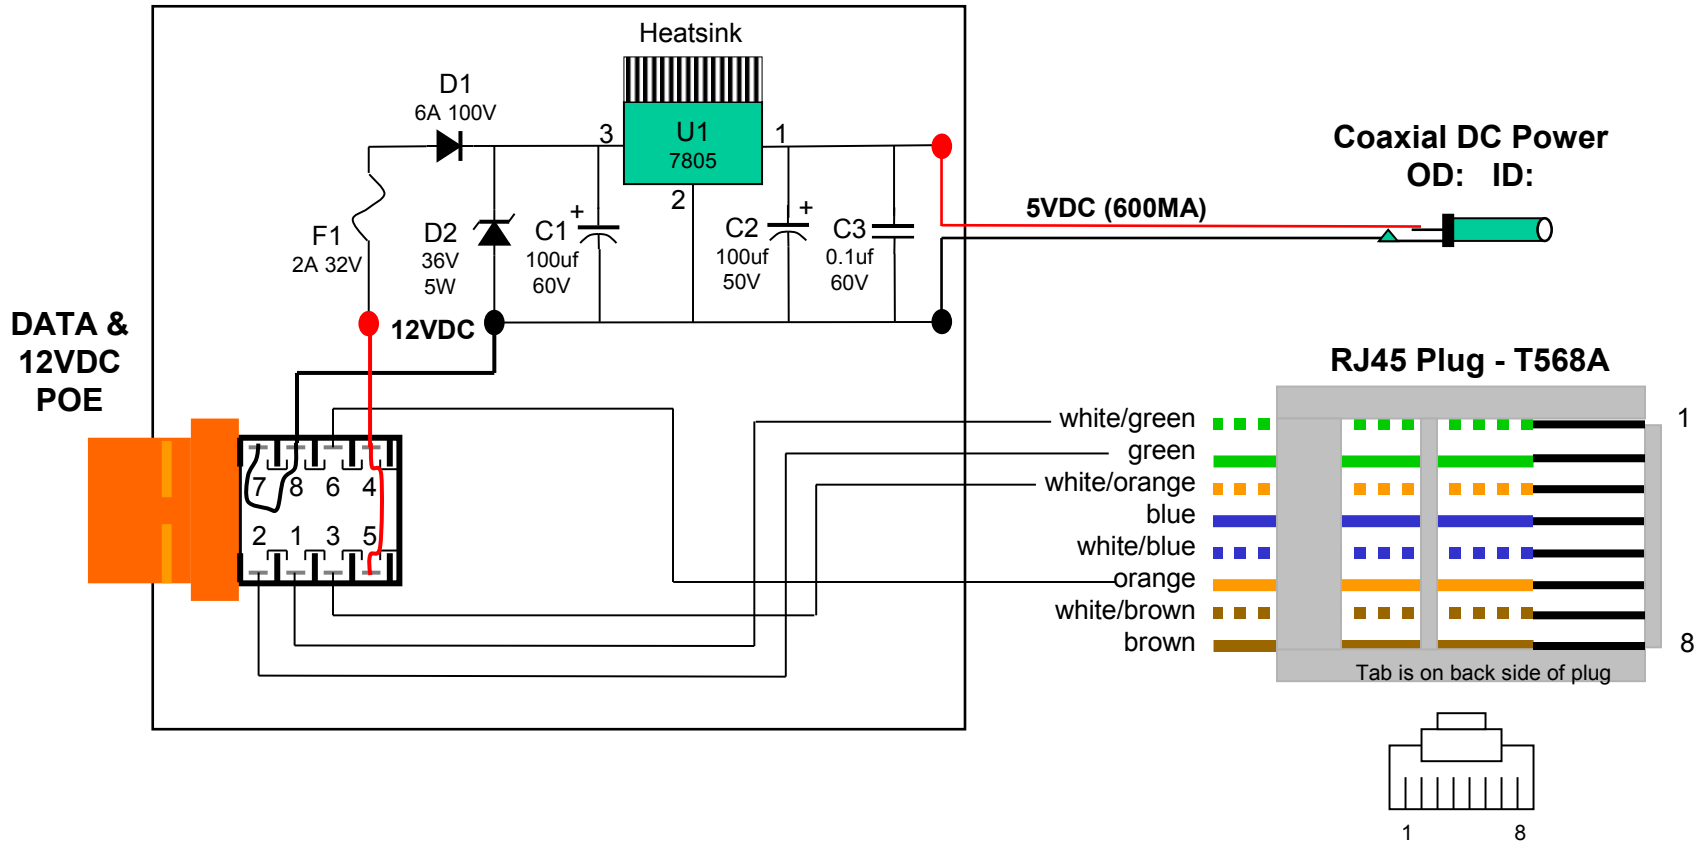 Heatsink
D1
6A 100V
3
U1
7805
1
2
+
+
F1
2A 32V
D2
36V
5W
C1
100uf
60V
C2
100uf
50V
C3
0.1uf
60V
12VDC
5VDC (600MA)
Coaxial DC Power
OD: ID:
DATA &
12VDC
POE
7 8 6 4
2 1 3 5
RJ45 Plug - T568A
white/green
green
white/orange
blue
white/blue
orange
white/brown
brown
1
8
Tab is on back side of plug
1 8